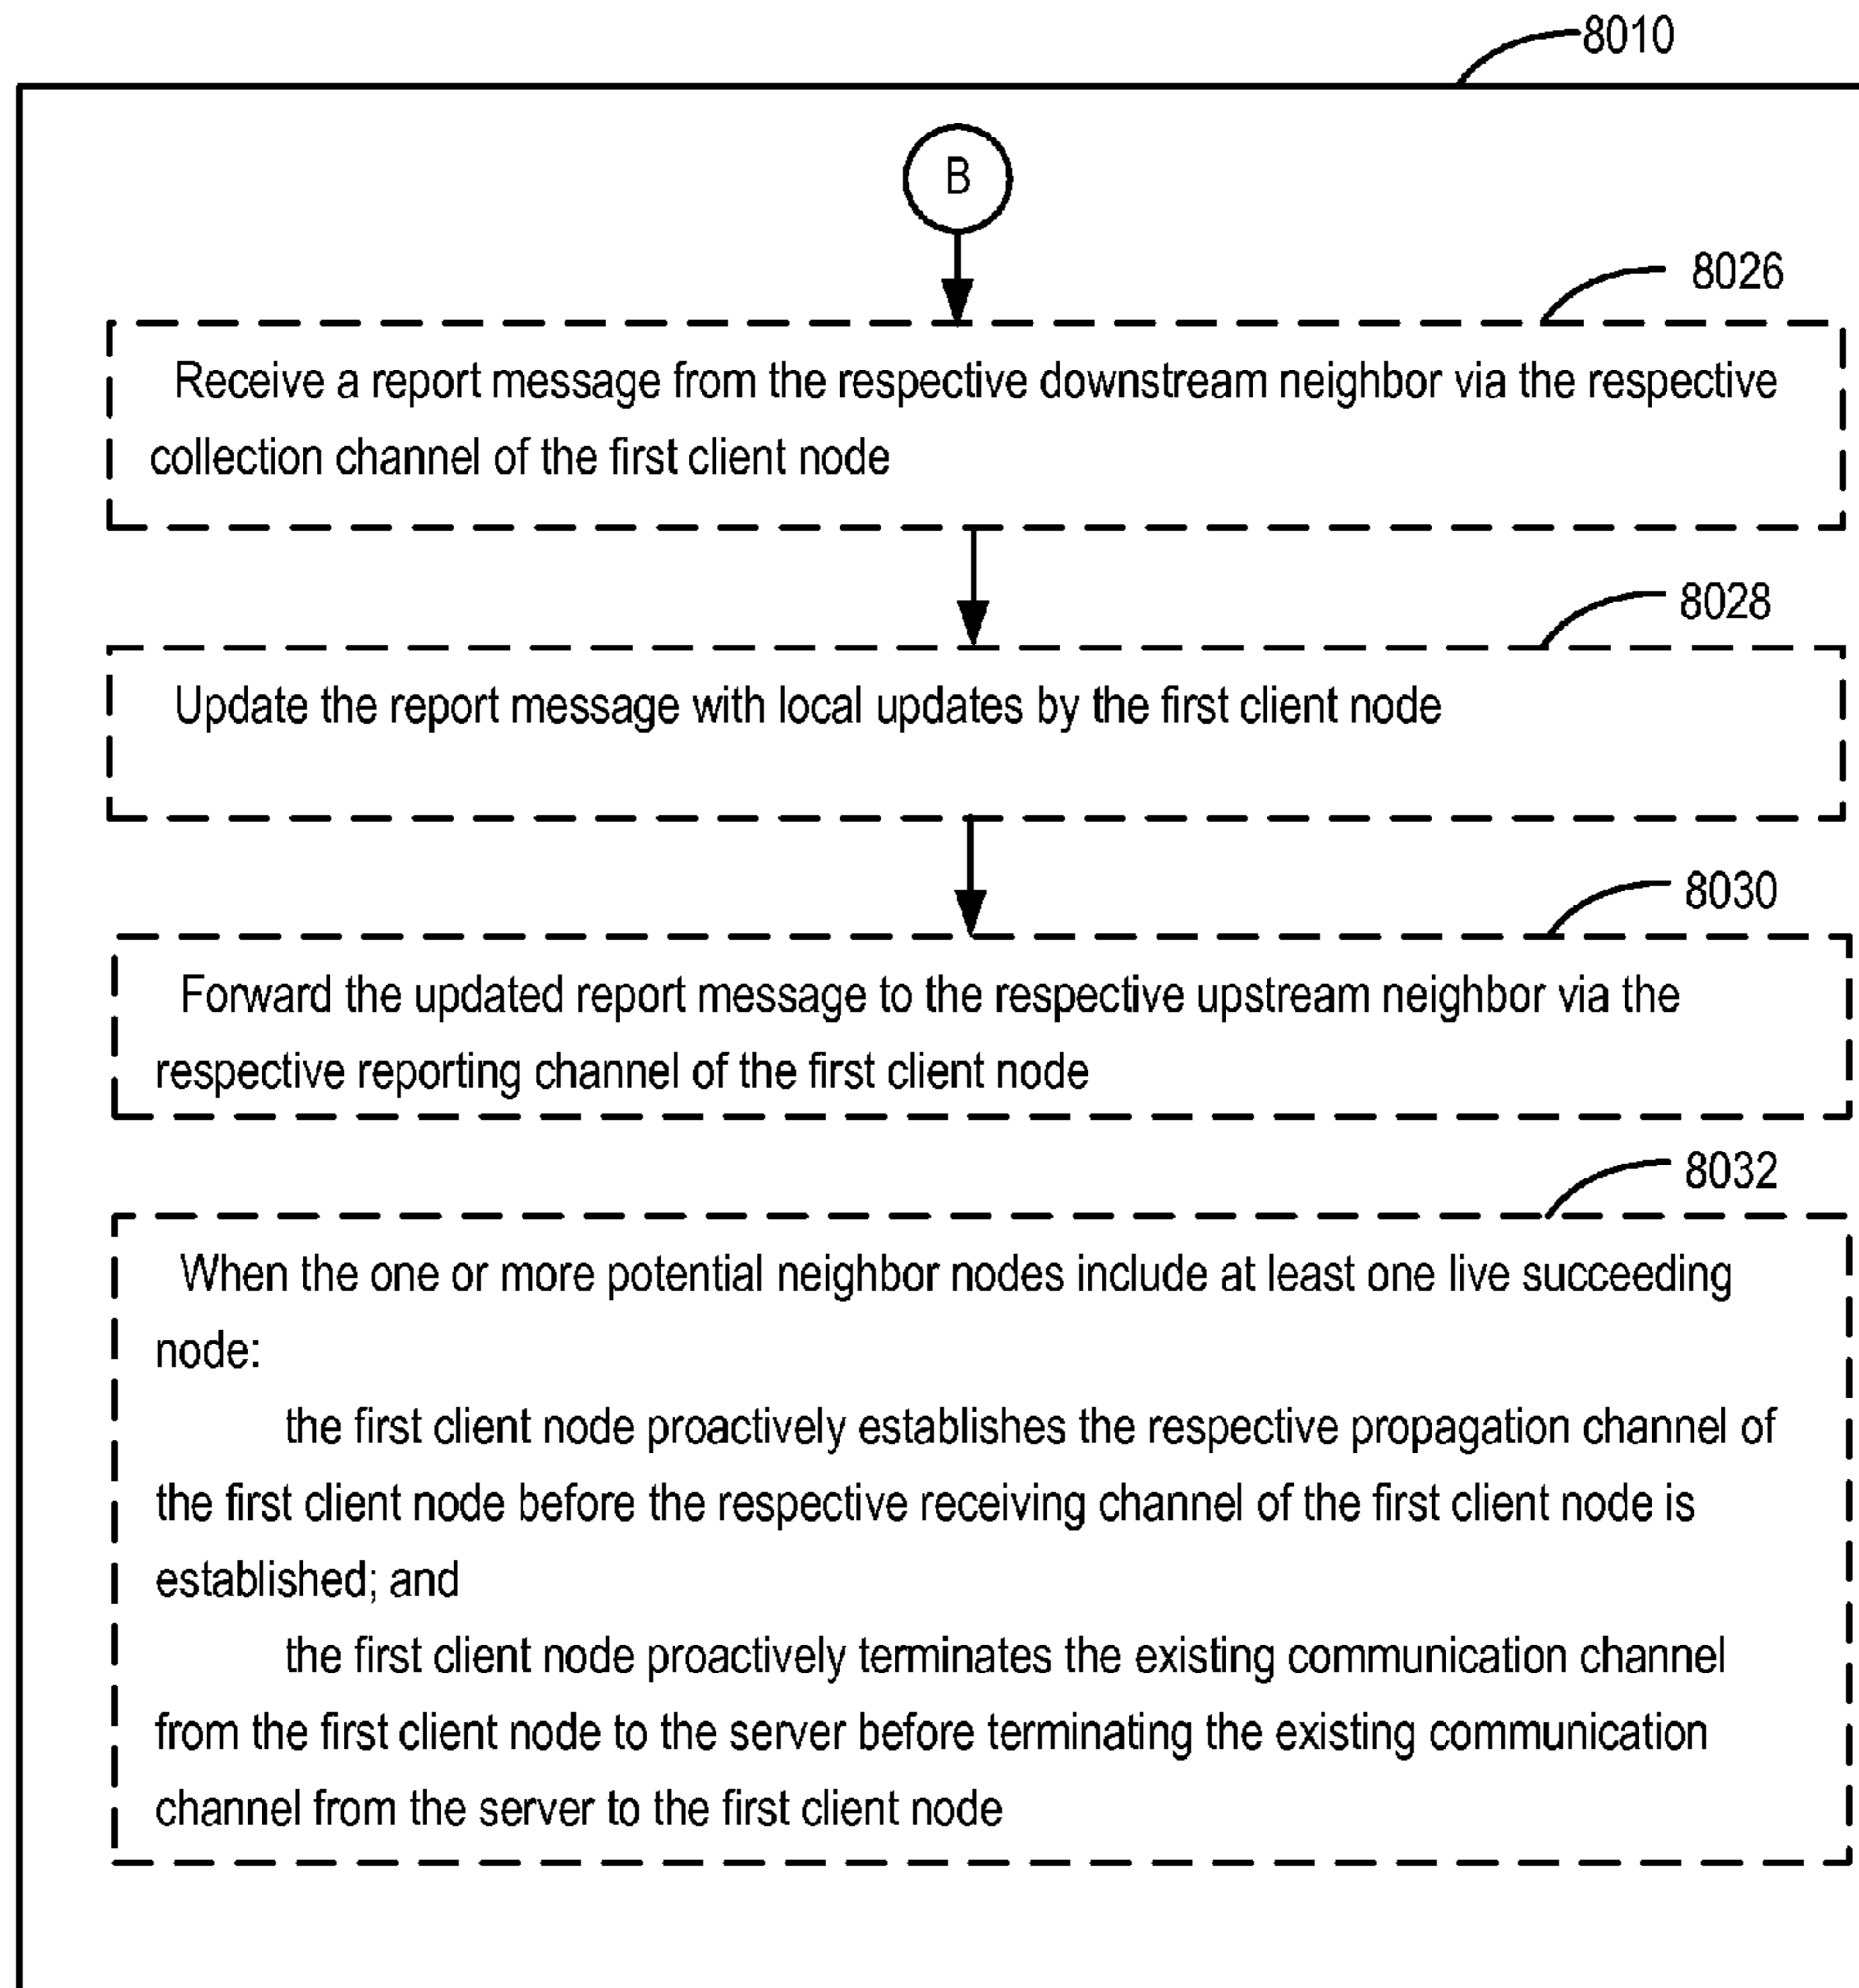 8010
B
8026
Receive a report message from the respective downstream neighbor via the respective
collection channel of the first client node
8028
Update the report message with local updates by the first client node
8030
Forward the updated report message to the respective upstream neighbor via the
respective reporting channel of the first client node
8032
When the one or more potential neighbor nodes include at least one live succeeding
node:
the first client node proactively establishes the respective propagation channel of
the first client node before the respective receiving channel of the first client node is
established; and
the first client node proactively terminates the existing communication channel
from the first client node to the server before terminating the existing communication
channel from the server to the first client node